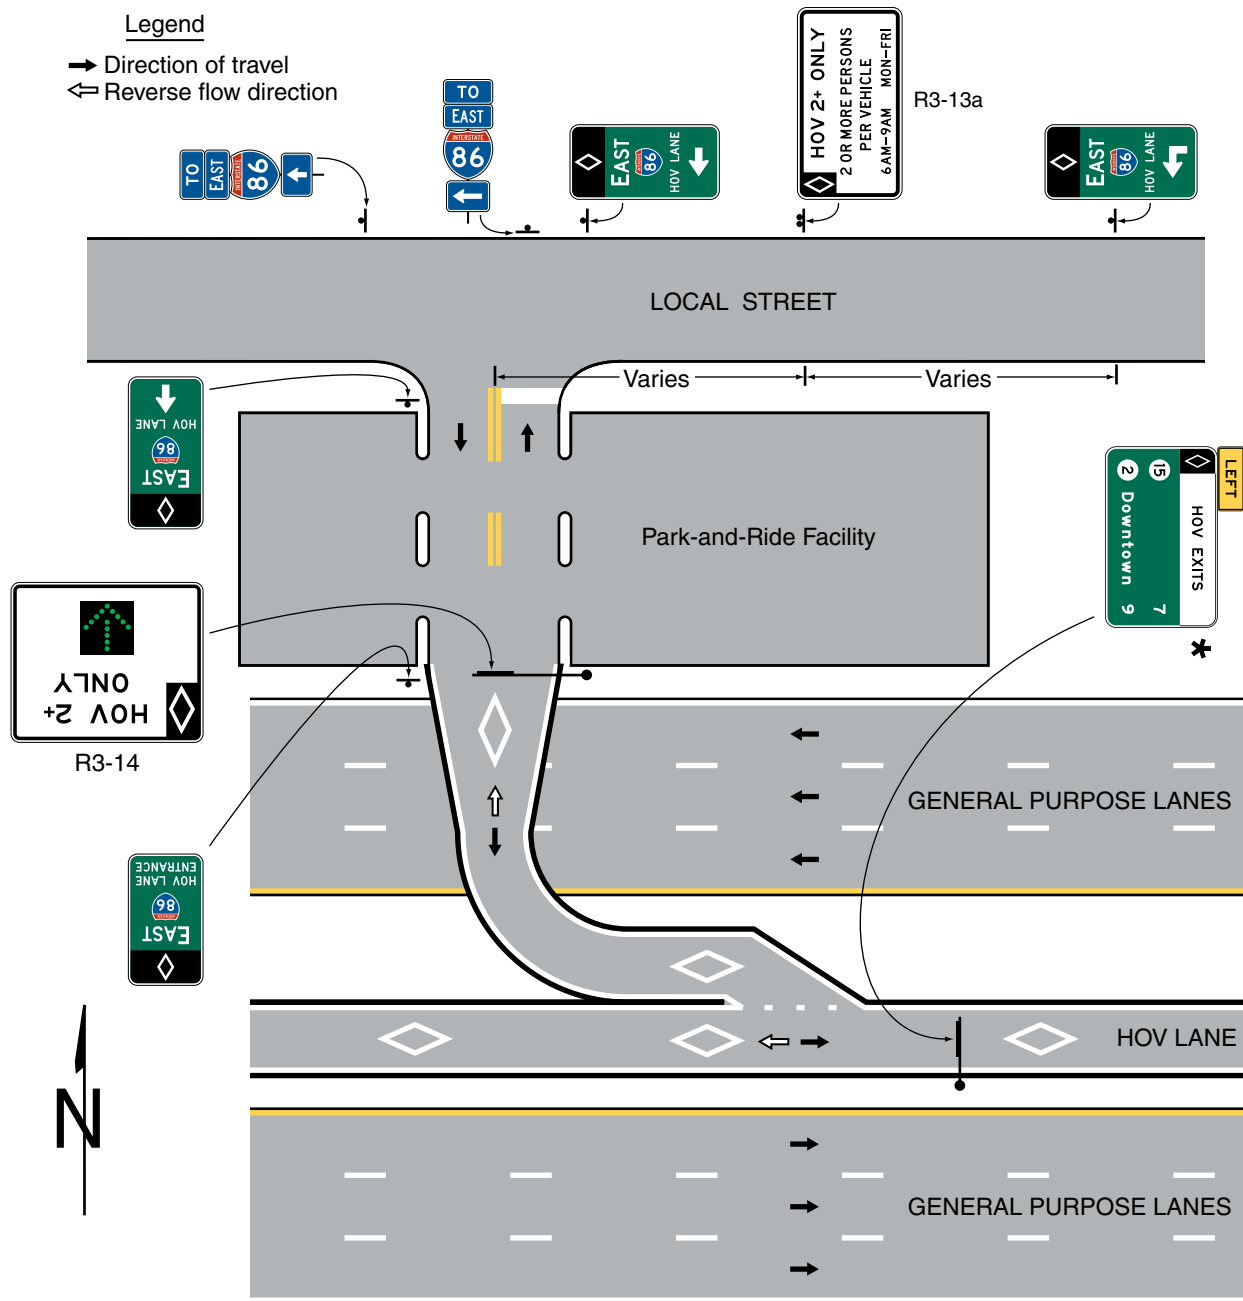 Legend
Direction of travel
Reverse flow direction
TO
EAST
INTERSTATE
86
TO
EAST
INTERSTATE
86
EAST
86
HOV LANE
HOV 2+ ONLY
2 OR MORE PERSONS
PER VEHICLE
6AM–9AM MON–FRI
R3-13a
EAST
86
HOV LANE
LOCAL STREET
Varies
Varies
EAST
86
HOV LANE
Park-and-Ride Facility
LEFT
HOV EXITS
15 7
2 Downtown 9
*
HOV 2+
ONLY
R3-14
GENERAL PURPOSE LANES
EAST
86
HOV LANE
ENTRANCE
HOV LANE
N
GENERAL PURPOSE LANES